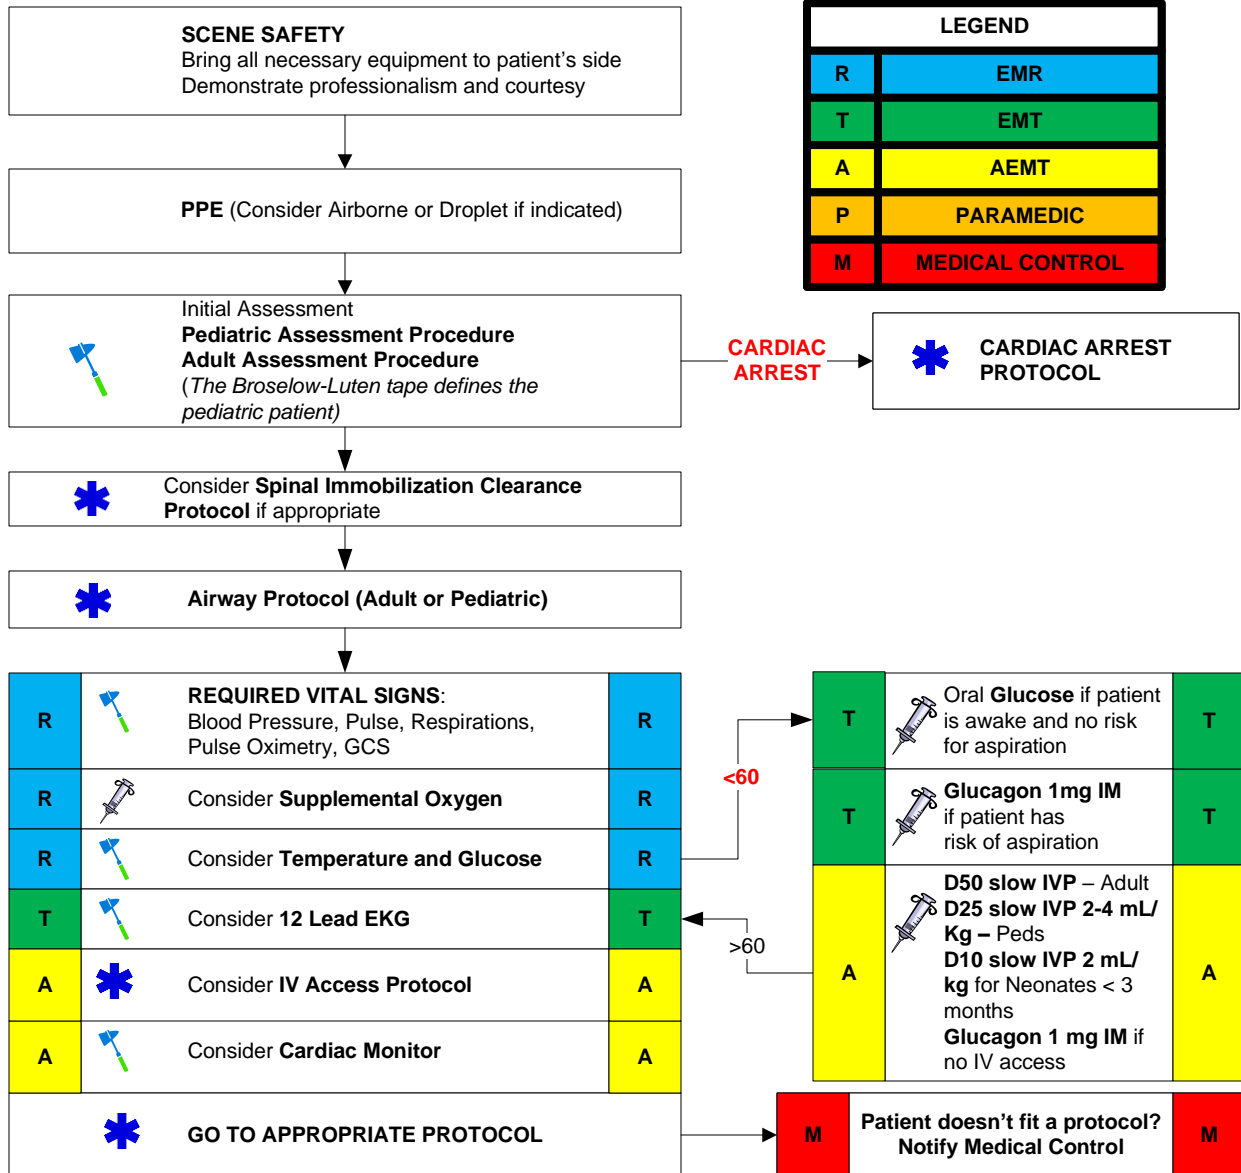 SCENE SAFETY
Bring all necessary equipment to patient's side
Demonstrate professionalism and courtesy
LEGEND
R EMR
T EMT
A AEMT
P PARAMEDIC
M MEDICAL CONTROL
PPE (Consider Airborne or Droplet if indicated)
Initial Assessment
Pediatric Assessment Procedure
Adult Assessment Procedure
(The Broselow-Luten tape defines the
pediatric patient)
CARDIAC
ARREST
CARDIAC ARREST
PROTOCOL
Consider Spinal Immobilization Clearance
Protocol if appropriate
Airway Protocol (Adult or Pediatric)
R
REQUIRED VITAL SIGNS:
Blood Pressure, Pulse, Respirations,
Pulse Oximetry, GCS
R
R Consider Supplemental Oxygen R
R Consider Temperature and Glucose R
T Consider 12 Lead EKG T
A Consider IV Access Protocol A
A Consider Cardiac Monitor A
GO TO APPROPRIATE PROTOCOL
<60
>60
T
Oral Glucose if patient
is awake and no risk
for aspiration
T
T
Glucagon 1mg IM
if patient has
risk of aspiration
T
A
D50 slow IVP – Adult
D25 slow IVP 2-4 mL/
Kg – Peds
D10 slow IVP 2 mL/
kg for Neonates < 3
months
Glucagon 1 mg IM if
no IV access
A
M
Patient doesn't fit a protocol?
Notify Medical Control
M